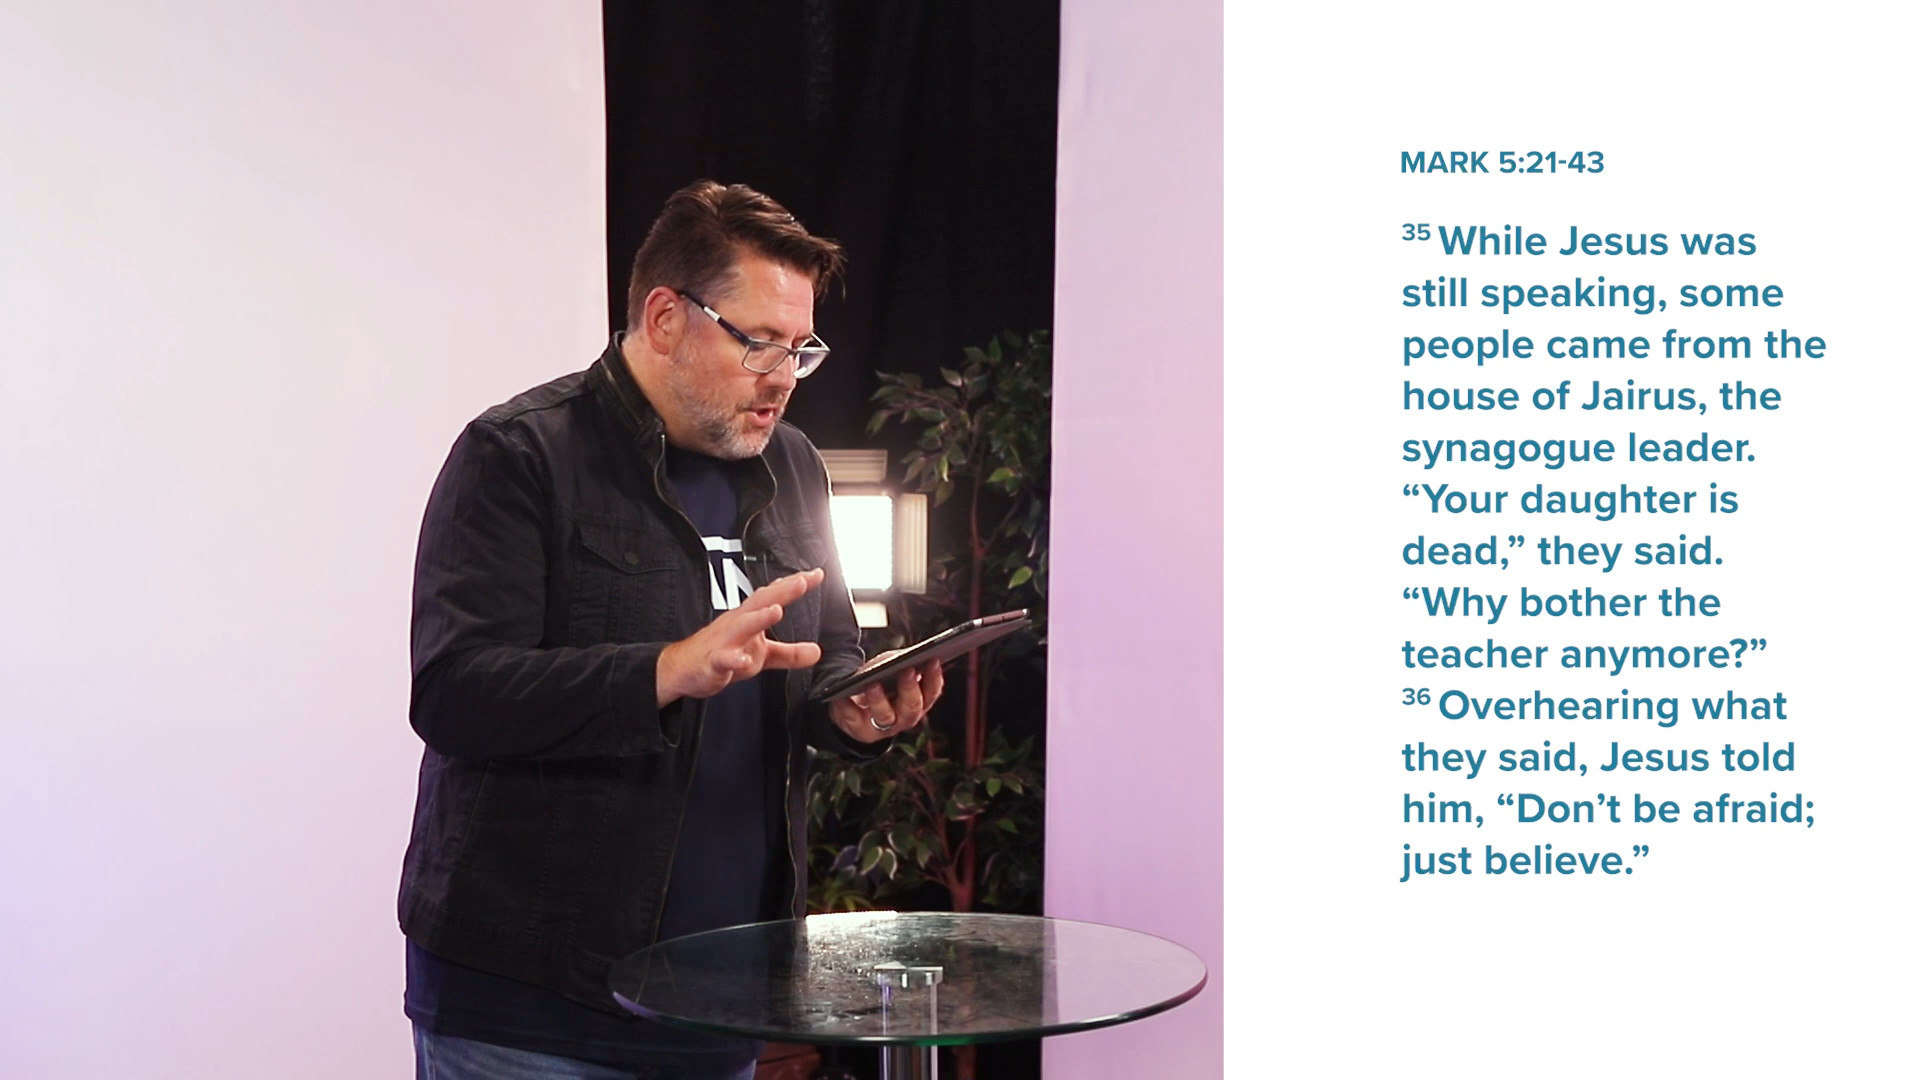 MARK 5:21-43
35 While Jesus was
still speaking, some
people came from the
house of Jairus, the
synagogue leader.
“Your daughter is
dead,” they said.
“Why bother the
teacher anymore?”
36 Overhearing what
they said, Jesus told
him, “Don’t be afraid;
just believe.”